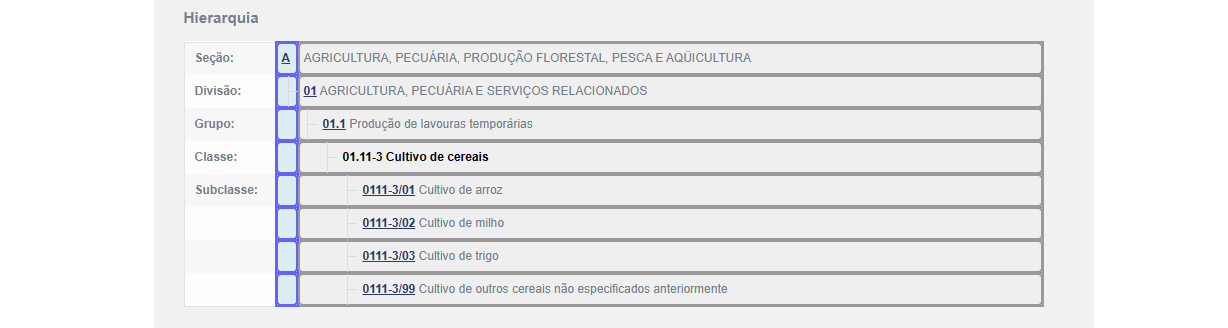 Hierarquia
Seção: A AGRICULTURA, PECUÁRIA, PRODUÇÃO FLORESTAL, PESCA E AQÜICULTURA
Divisão: 01 AGRICULTURA, PECUÁRIA E SERVIÇOS RELACIONADOS
Grupo: 01.1 Produção de lavouras temporárias
Classe: 01.11-3 Cultivo de cereais
Subclasse: 0111-3/01 Cultivo de arroz
0111-3/02 Cultivo de milho
0111-3/03 Cultivo de trigo
0111-3/99 Cultivo de outros cereais não especificados anteriormente